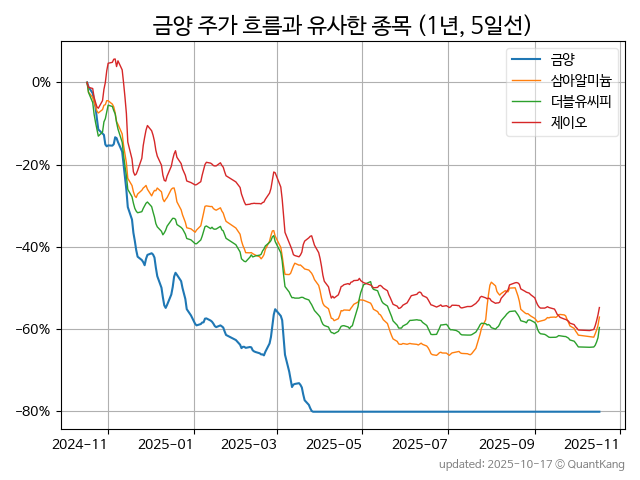 금양 주가 흐름과 유사한 종목 (1년, 5일선)
금양
삼아알미늄
더블유씨피
제이오
0%
−20%
−40%
−60%
−80%
2024-11 2025-01 2025-03 2025-05 2025-07 2025-09 2025-11
updated: 2025-10-17 © QuantKang